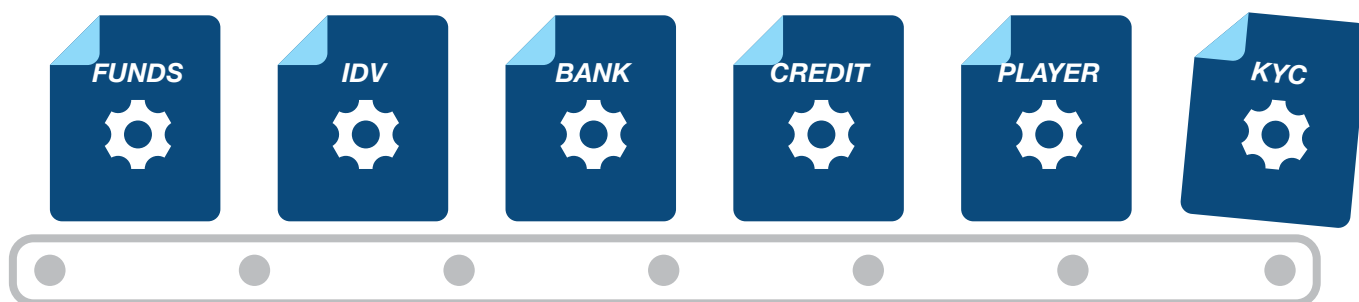 FUNDS
IDV
BANK
CREDIT
PLAYER
KYC